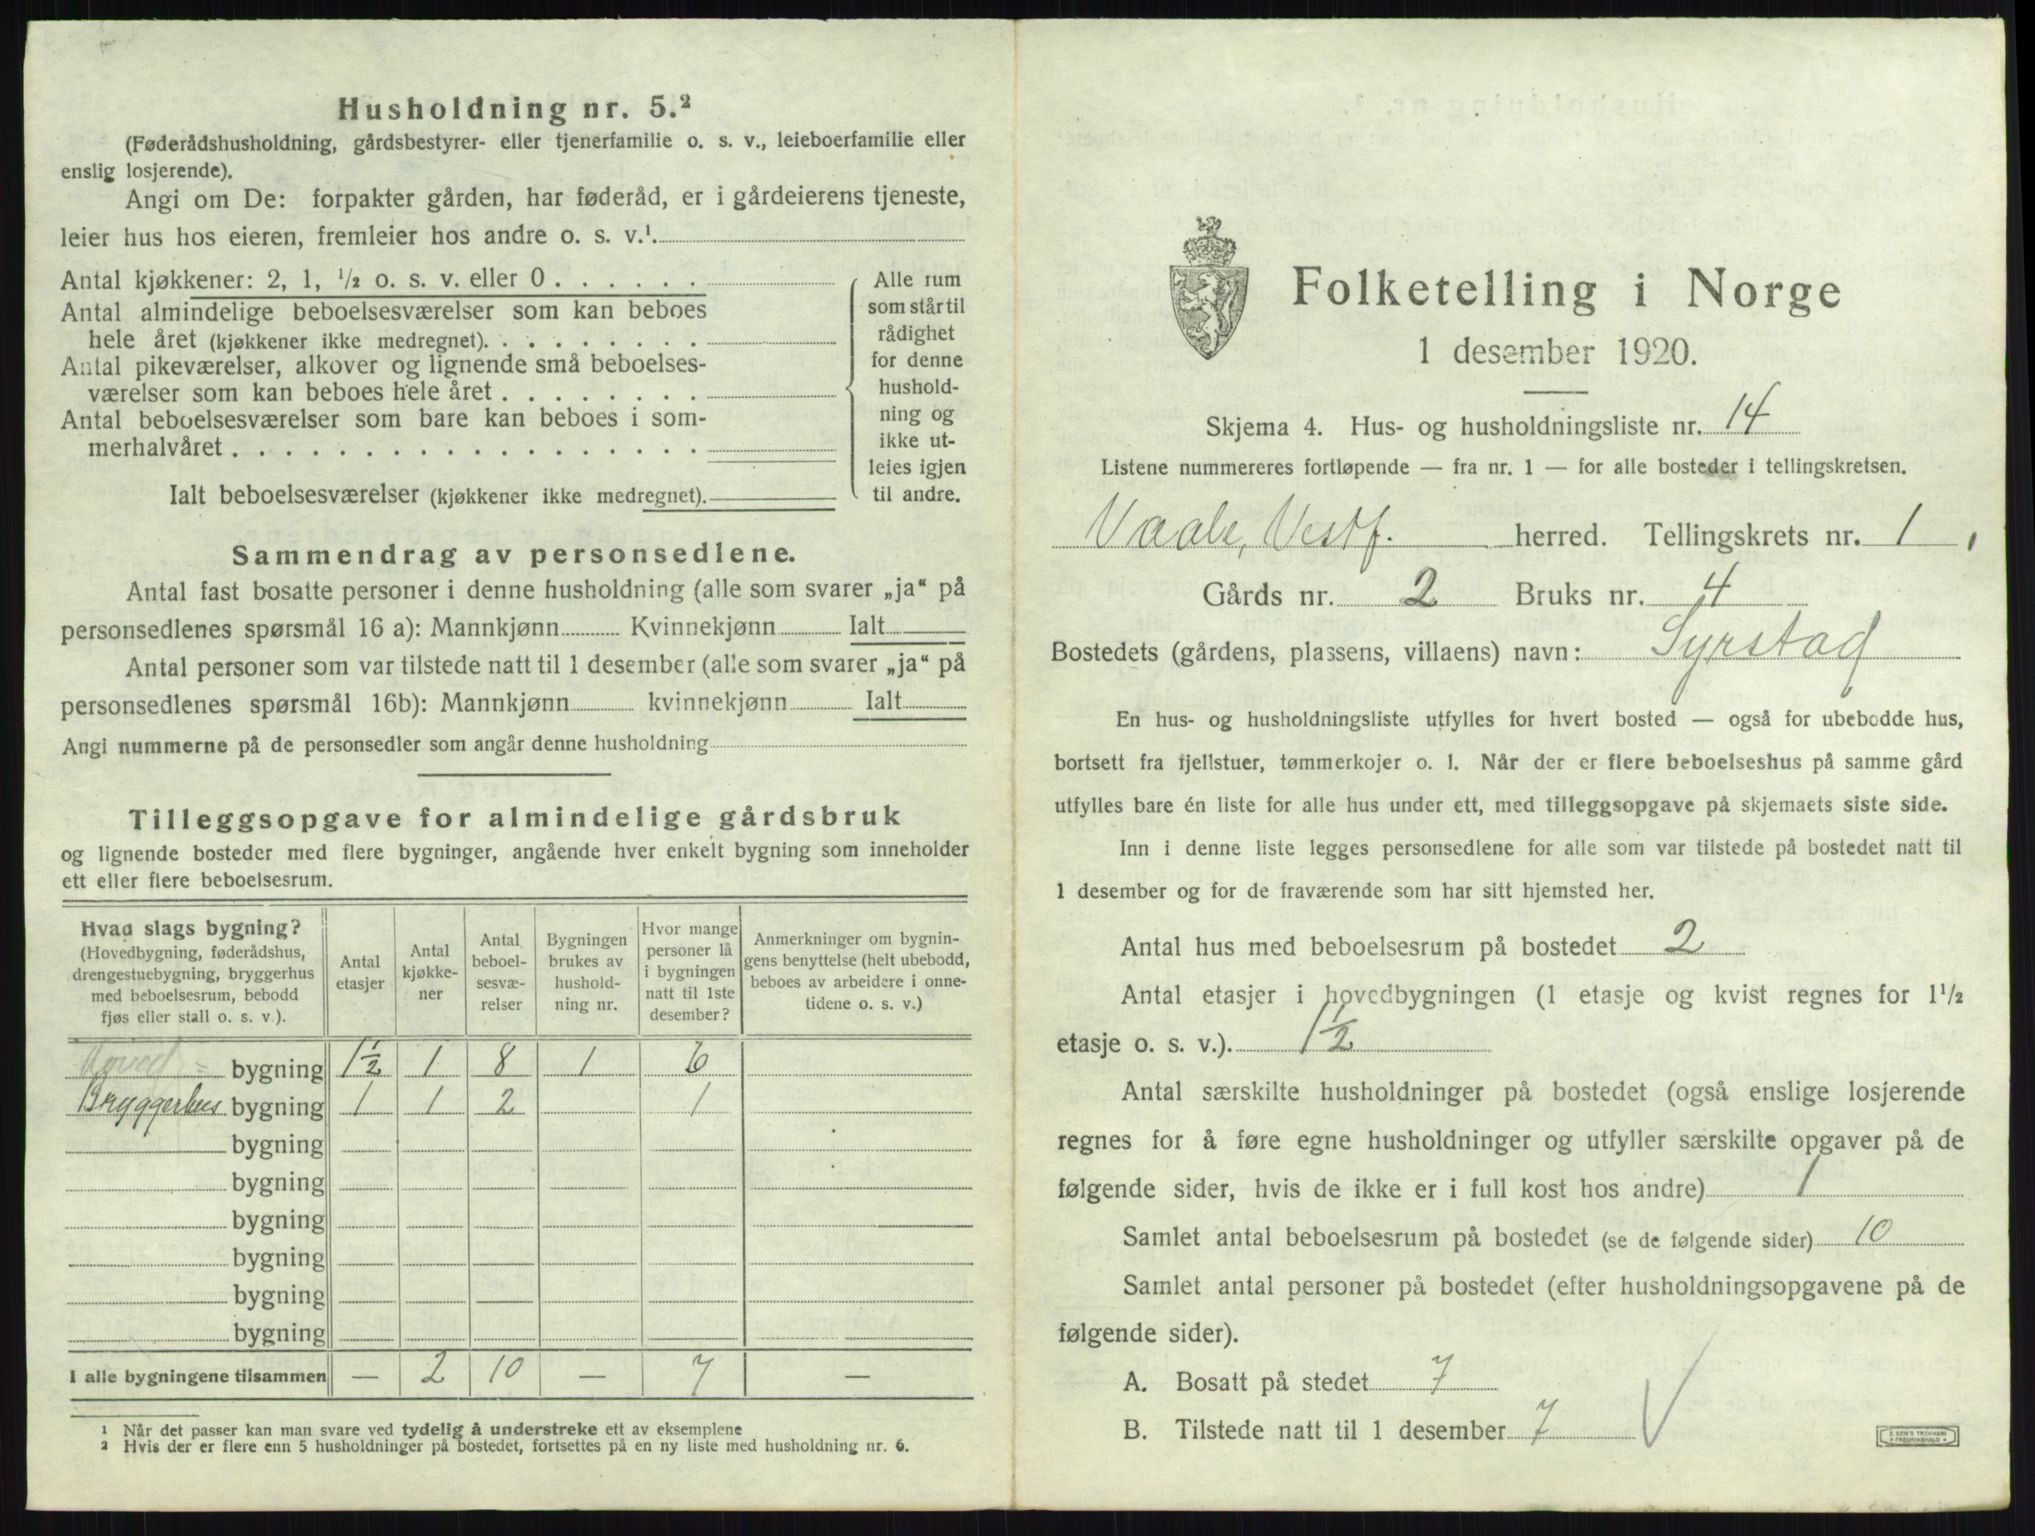 Husholdning nr. 5.²
(Føderådshusholdning, gårdsbestyrer- eller tjenerfamilie o. s. v., leieboerfamilie eller
enslig losjerende).
Angi om De: forpakter gården, har føderåd, er i gårdeierens tjeneste,
leier hus hos eieren, fremleier hos andre o. s. v.¹.
Antal kjøkkener: 2, 1, ½ o. s. v. eller 0 . . . . . .
Antal almindelige beboelsesværelser som kan beboes
hele året (kjøkkener ikke medregnet). . . . . . . . .
Antal pikeværelser, alkover og lignende små beboelses-
værelser som kan beboes hele året . . . . . . . .
Antal beboelsesværelser som bare kan beboes i som-
merhalvåret . . . . . . . . . . . . . . . . . .
Ialt beboelsesværelser (kjøkkener ikke medregnet).
Alle rum
som står til
rådighet
for denne
hushold-
ning og
ikke ut-
leies igjen
til andre.
Sammendrag av personsedlene.
Antal fast bosatte personer i denne husholdning (alle som svarer „ja“ på
personsedlenes spørsmål 16 a): Mannkjønn Kvinnekjønn Ialt
Antal personer som var tilstede natt til 1 desember (alle som svarer „ja“ på
personsedlenes spørsmål 16b): Mannkjønn kvinnekjønn Ialt
Angi nummerne på de personsedler som angår denne husholdning
Tilleggsopgave for almindelige gårdsbruk
og lignende bosteder med flere bygninger, angående hver enkelt bygning som inneholder
ett eller flere beboelsesrum.
Hvad slags bygning?
(Hovedbygning, føderådshus,
drengestuebygning, bryggerhus
med beboelsesrum, bebodd
fjøs eller stall o. s. v.).
Antal
etasjer
Antal
kjøkke-
ner
Antal
beboel-
sesvæ-
relser
Bygningen
brukes av
hushold-
ning nr.
Hvor mange
personer lå
i bygningen
natt til 1ste
desember?
Anmerkninger om bygnin-
gens benyttelse (helt ubebodd,
beboes av arbeidere i onne-
tidene o. s. v.)
Hoved - bygning 1½ 1 8 1 6
Bryggerhus bygning 1 1 2 1
bygning
bygning
bygning
bygning
bygning
bygning
I alle bygningene tilsammen — 2 10 — 7 —
¹ Når det passer kan man svare ved tydelig å understreke ett av eksemplene
² Hvis der er flere enn 5 husholdninger på bostedet, fortsettes på en ny liste med husholdning nr. 6.
Folketelling i Norge
1 desember 1920.
Skjema 4. Hus- og husholdningsliste nr. 14
Listene nummereres fortløpende — fra nr. 1 — for alle bosteder i tellingskretsen.
Vaale, Vestf. herred. Tellingskrets nr. 1
Gårds nr. 2 Bruks nr. 4
Bostedets (gårdens, plassens, villaens) navn: Syrstad
En hus- og husholdningsliste utfylles for hvert bosted — også for ubebodde hus,
bortsett fra fjellstuer, tømmerkojer o. l. Når der er flere beboelseshus på samme gård
utfylles bare én liste for alle hus under ett, med tilleggsopgave på skjemaets siste side.
Inn i denne liste legges personsedlene for alle som var tilstede på bostedet natt til
1 desember og for de fraværende som har sitt hjemsted her.
Antal hus med beboelsesrum på bostedet 2
Antal etasjer i hovedbygningen (1 etasje og kvist regnes for 1½
etasje o. s. v.). 1½
Antal særskilte husholdninger på bostedet (også enslige losjerende
regnes for å føre egne husholdninger og utfyller særskilte opgaver på de
følgende sider, hvis de ikke er i full kost hos andre) 1
Samlet antal beboelsesrum på bostedet (se de følgende sider) 10
Samlet antal personer på bostedet (efter husholdningsopgavene på de
følgende sider).
A. Bosatt på stedet 7
B. Tilstede natt til 1 desember 7
E. SEM'S TRYKKERI
FREDRIKSHALD